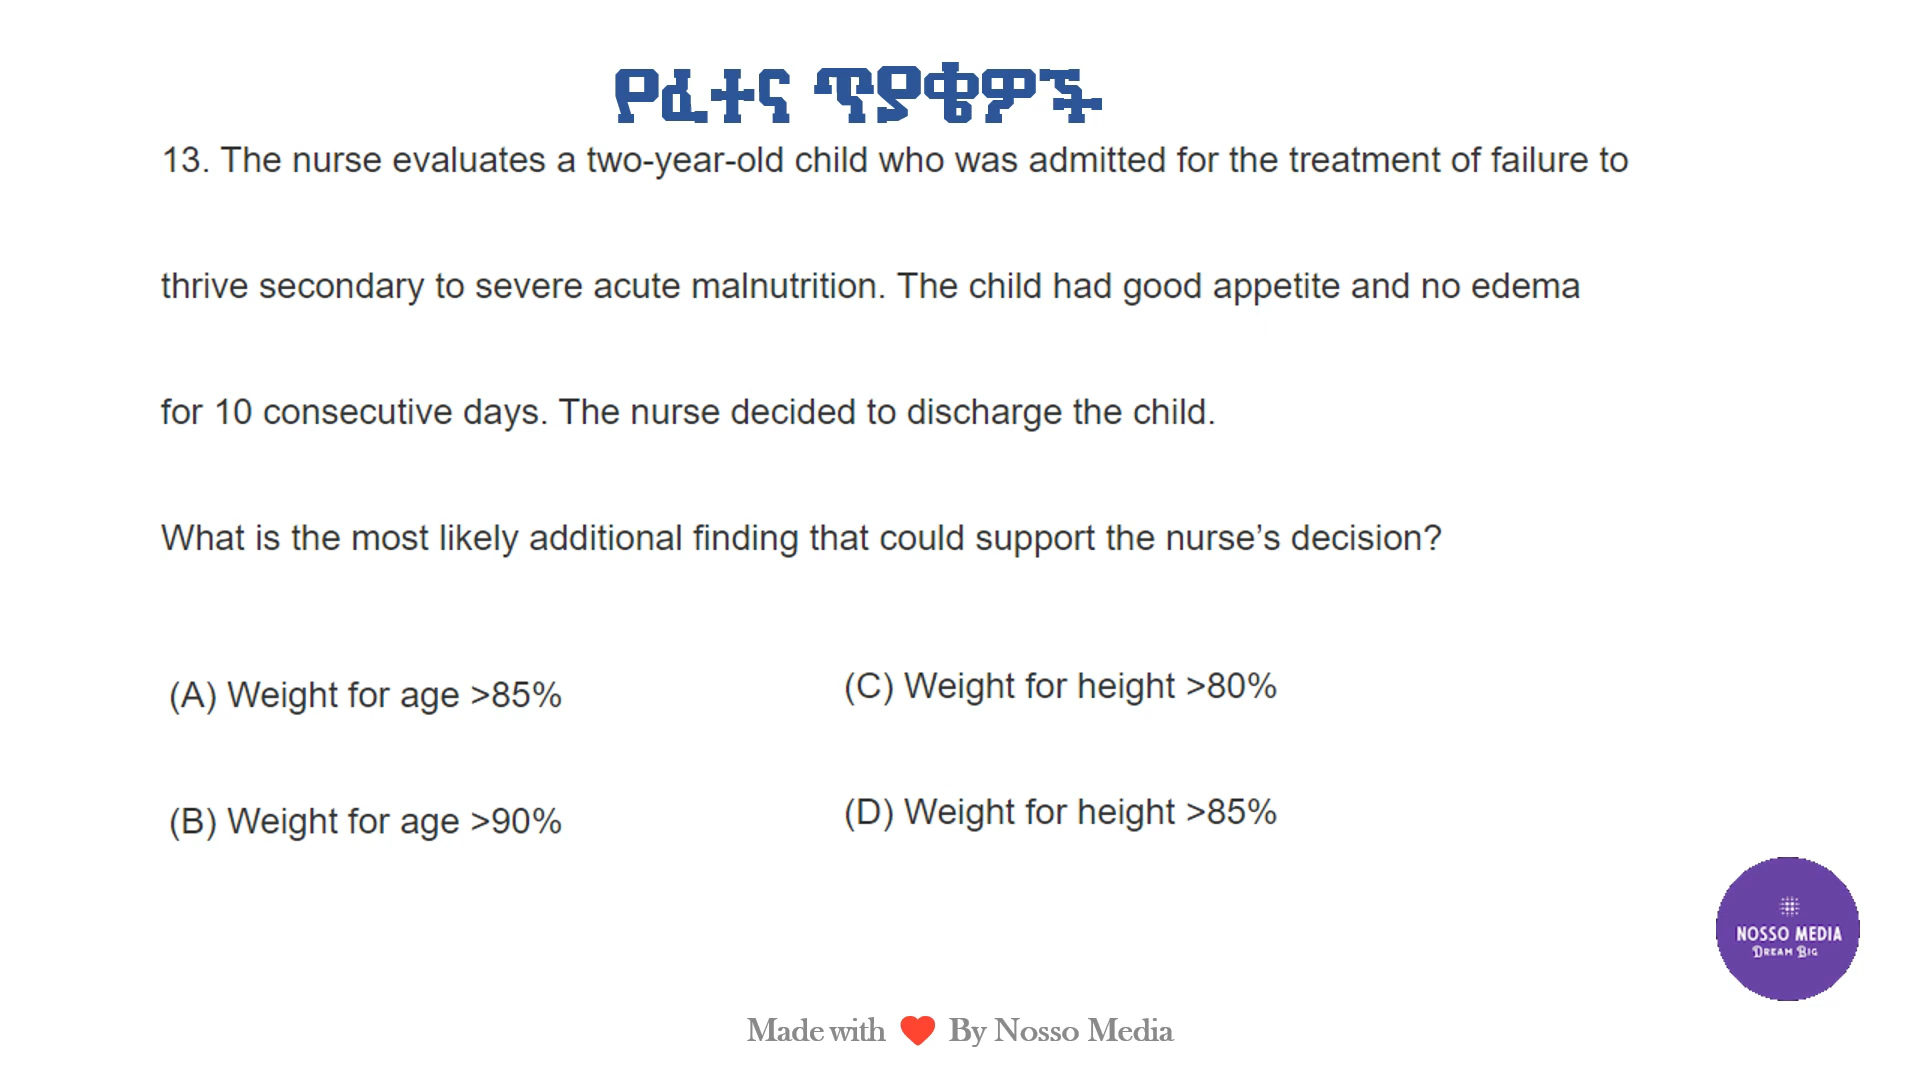 የፈተና ጥያቄዎች
13. The nurse evaluates a two-year-old child who was admitted for the treatment of failure to
thrive secondary to severe acute malnutrition. The child had good appetite and no edema
for 10 consecutive days. The nurse decided to discharge the child.
What is the most likely additional finding that could support the nurse’s decision?
(A) Weight for age >85%
(B) Weight for age >90%
(C) Weight for height >80%
(D) Weight for height >85%
NOSSO MEDIA
DREAM BIG
Made with ❤ By Nosso Media